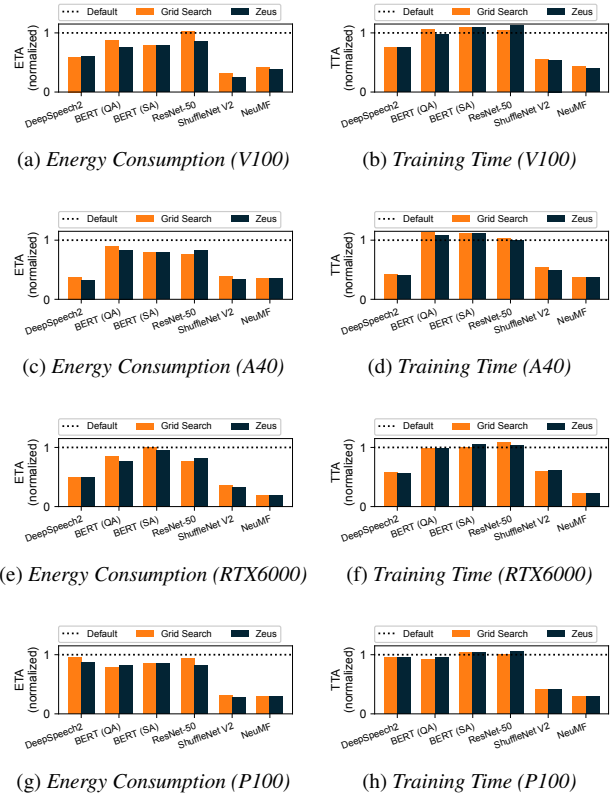 Default Grid Search Zeus
Default Grid Search Zeus
ETA
(normalized)
1
0
DeepSpeech2
BERT (QA)
BERT (SA)
ResNet-50
ShuffleNet V2
NeuMF
TTA
(normalized)
1
0
DeepSpeech2
BERT (QA)
BERT (SA)
ResNet-50
ShuffleNet V2
NeuMF
(a) Energy Consumption (V100)
(b) Training Time (V100)
Default Grid Search Zeus
Default Grid Search Zeus
ETA
(normalized)
1
0
DeepSpeech2
BERT (QA)
BERT (SA)
ResNet-50
ShuffleNet V2
NeuMF
TTA
(normalized)
1
0
DeepSpeech2
BERT (QA)
BERT (SA)
ResNet-50
ShuffleNet V2
NeuMF
(c) Energy Consumption (A40)
(d) Training Time (A40)
Default Grid Search Zeus
Default Grid Search Zeus
ETA
(normalized)
1
0
DeepSpeech2
BERT (QA)
BERT (SA)
ResNet-50
ShuffleNet V2
NeuMF
TTA
(normalized)
1
0
DeepSpeech2
BERT (QA)
BERT (SA)
ResNet-50
ShuffleNet V2
NeuMF
(e) Energy Consumption (RTX6000)
(f) Training Time (RTX6000)
Default Grid Search Zeus
Default Grid Search Zeus
ETA
(normalized)
1
0
DeepSpeech2
BERT (QA)
BERT (SA)
ResNet-50
ShuffleNet V2
NeuMF
TTA
(normalized)
1
0
DeepSpeech2
BERT (QA)
BERT (SA)
ResNet-50
ShuffleNet V2
NeuMF
(g) Energy Consumption (P100)
(h) Training Time (P100)